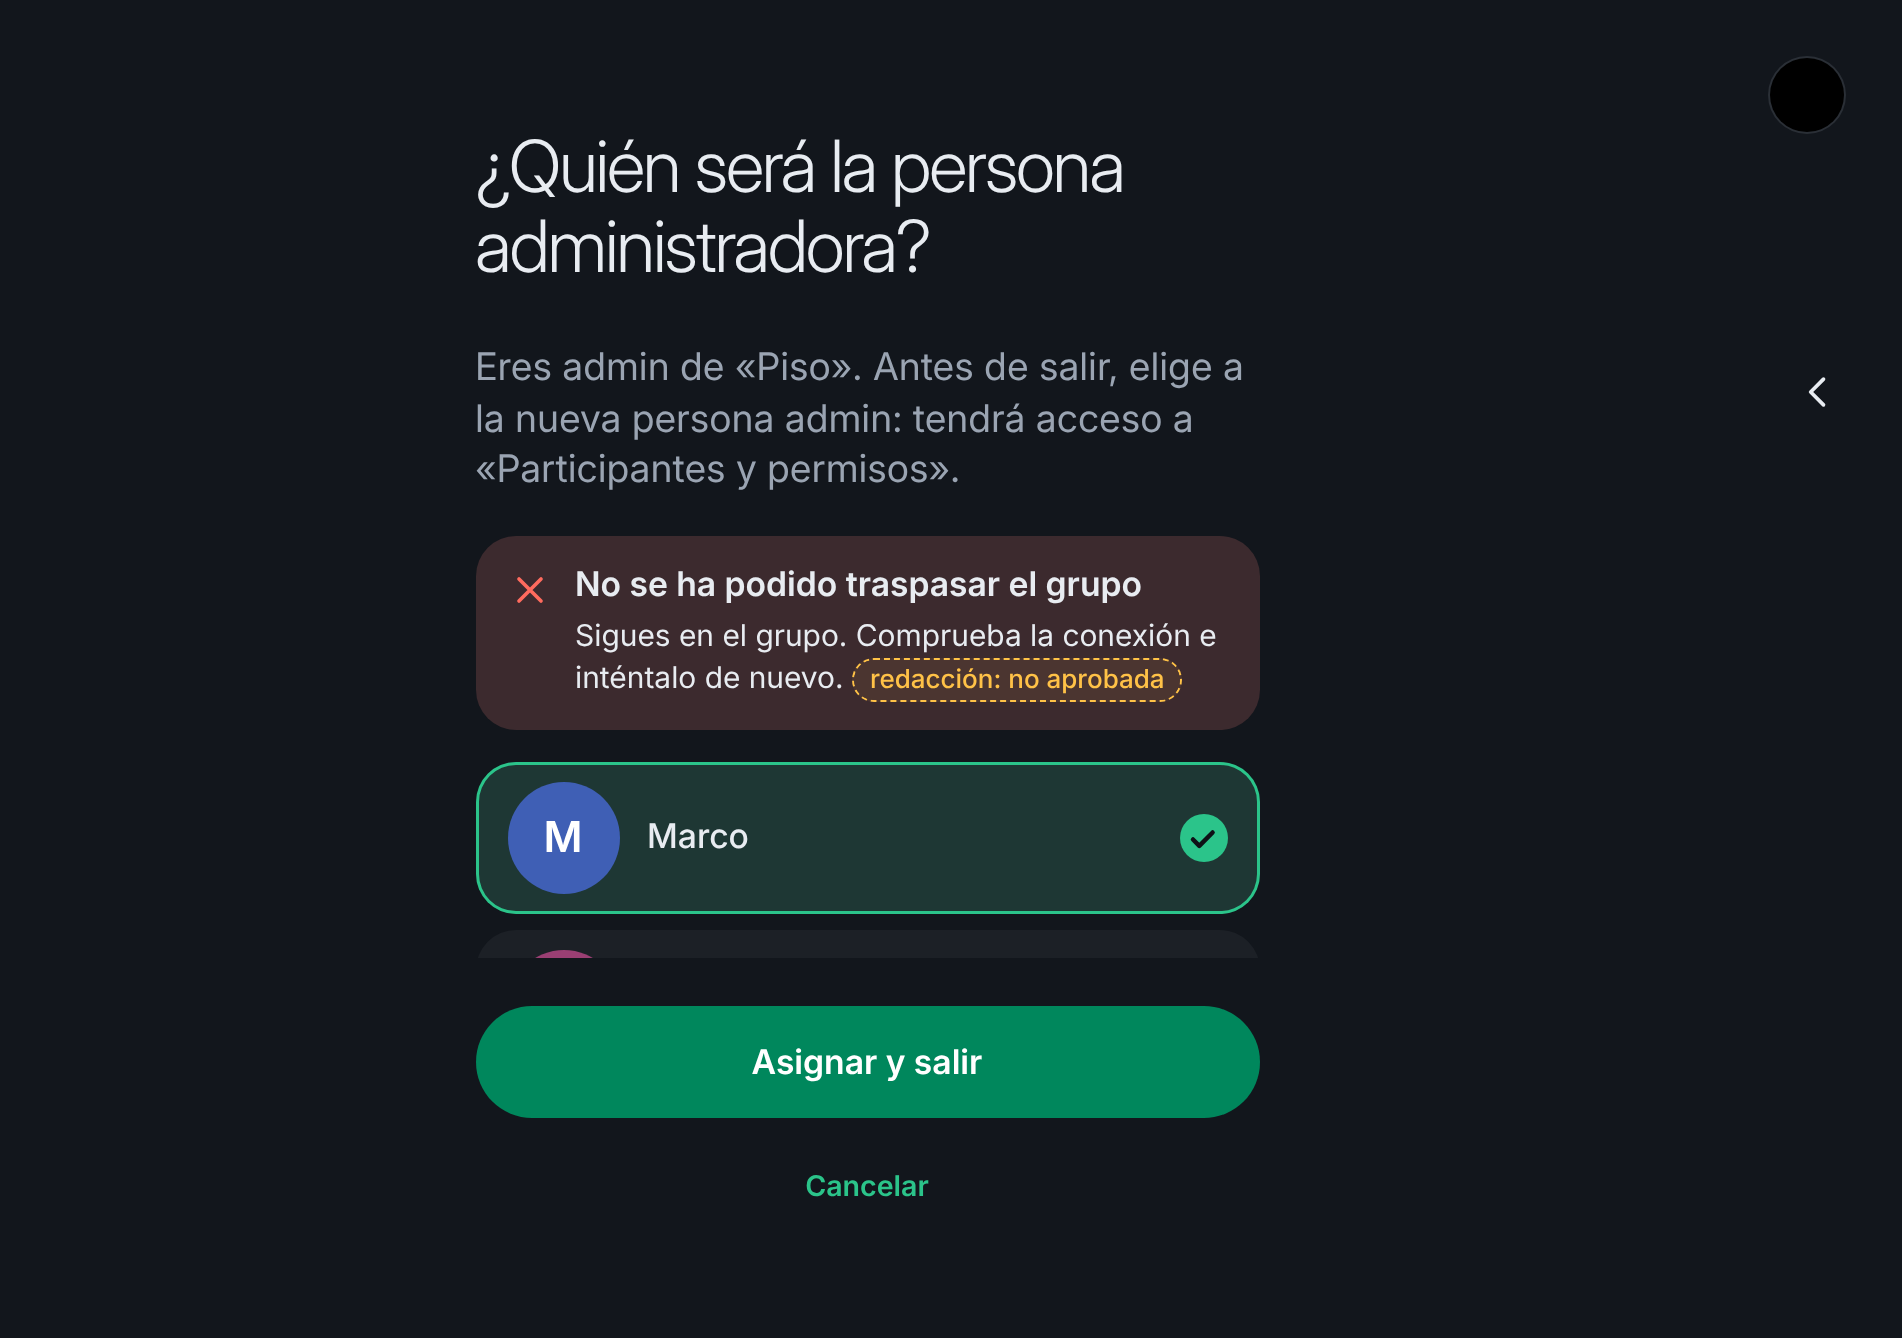 ¿Quién será la persona
administradora?
Eres admin de «Piso». Antes de salir, elige a
la nueva persona admin: tendrá acceso a
«Participantes y permisos».
No se ha podido traspasar el grupo
Sigues en el grupo. Comprueba la conexión e
inténtalo de nuevo. redacción: no aprobada
M Marco
Asignar y salir
Cancelar